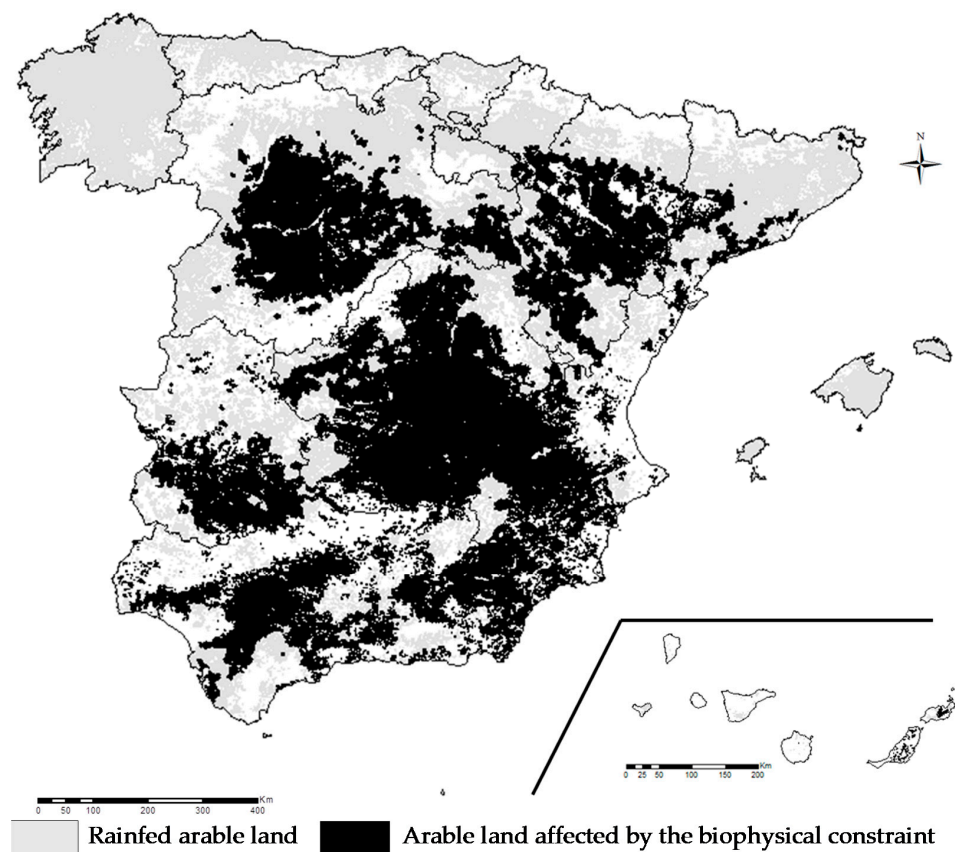 N
0 25 50 100 150 200 Km
Km
0 50 100 200 300 400
Rainfed arable land
Arable land affected by the biophysical constraint